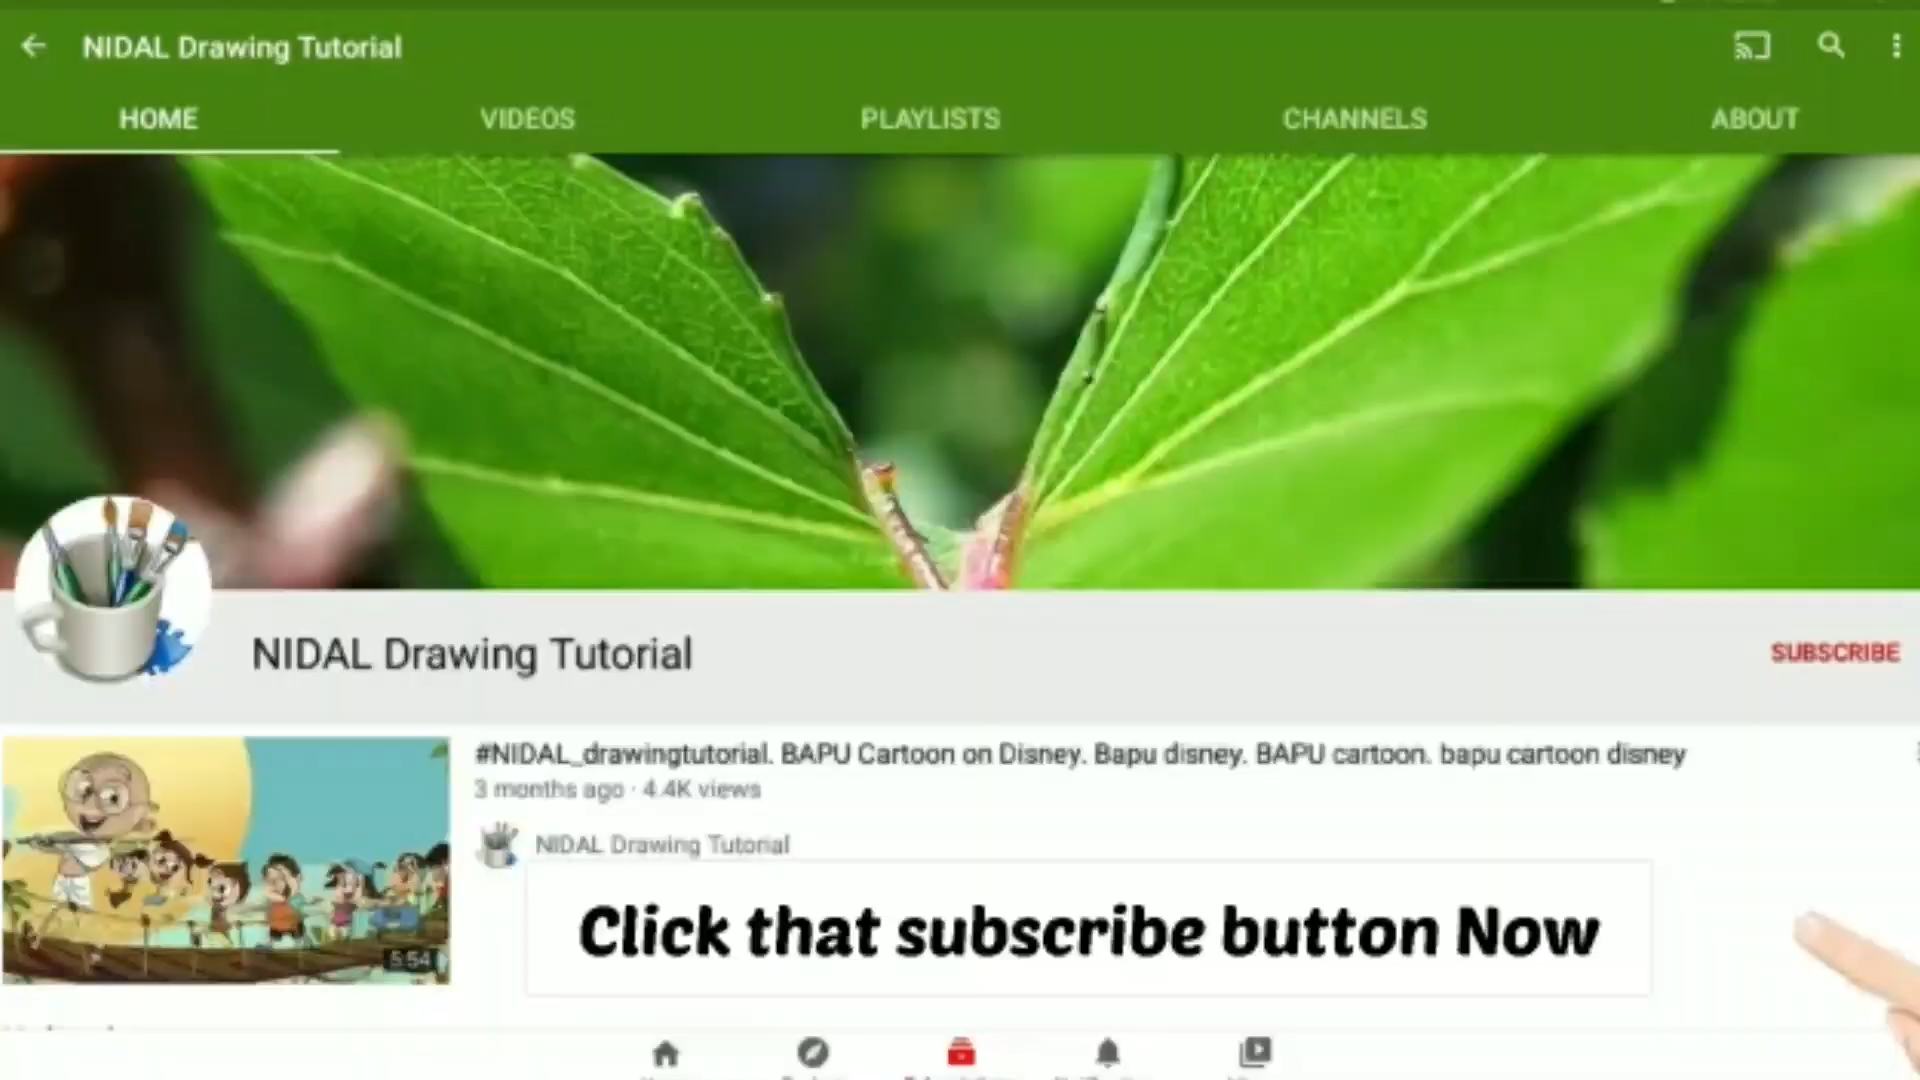 NIDAL Drawing Tutorial
HOME VIDEOS PLAYLISTS CHANNELS ABOUT
NIDAL Drawing Tutorial
SUBSCRIBE
#NIDAL_drawingtutorial. BAPU Cartoon on Disney. Bapu disney. BAPU cartoon. bapu cartoon disney
3 months ago · 4.4K views
NIDAL Drawing Tutorial
5:54
Click that subscribe button Now